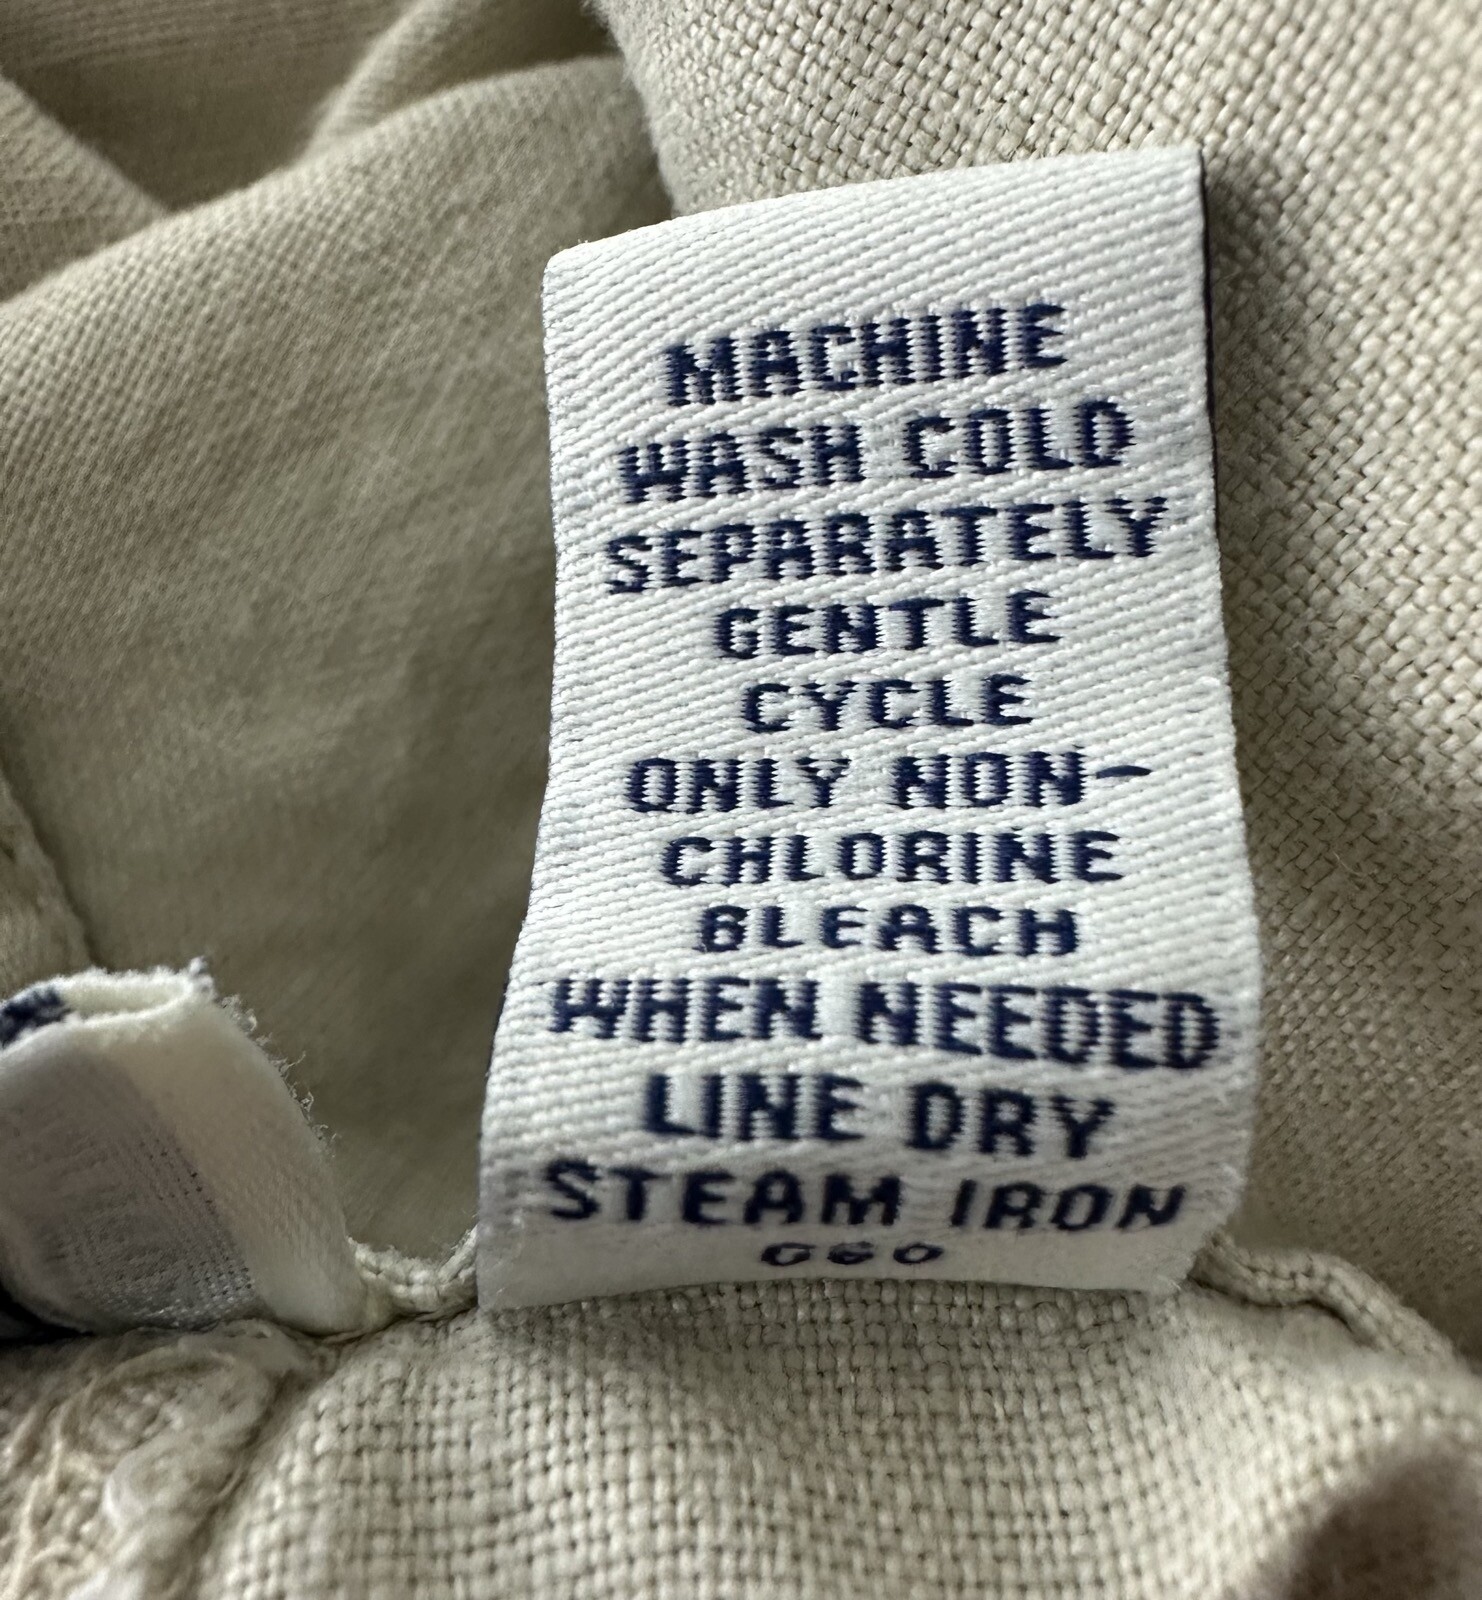 MACHINE
WASH COLD
SEPARATELY
GENTLE
CYCLE
ONLY NON-
CHLORINE
BLEACH
WHEN NEEDED
LINE DRY
STEAM IRON